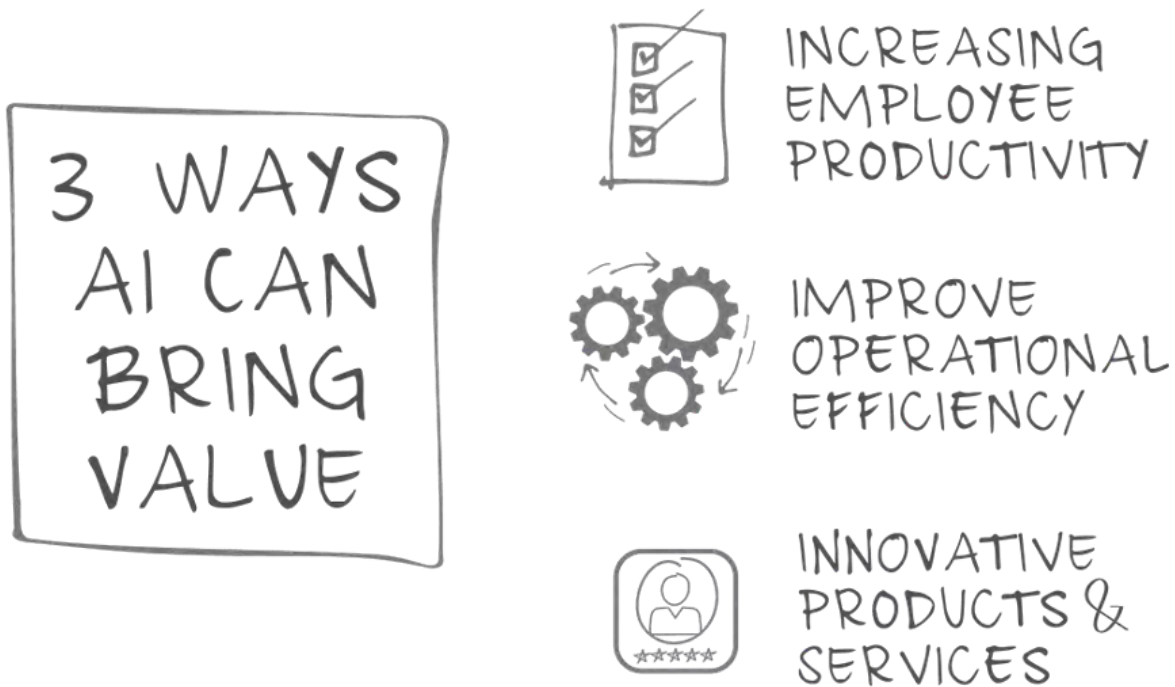 3 WAYS
AI CAN
BRING
VALUE
INCREASING
EMPLOYEE
PRODUCTIVITY
IMPROVE
OPERATIONAL
EFFICIENCY
INNOVATIVE
PRODUCTS &
SERVICES